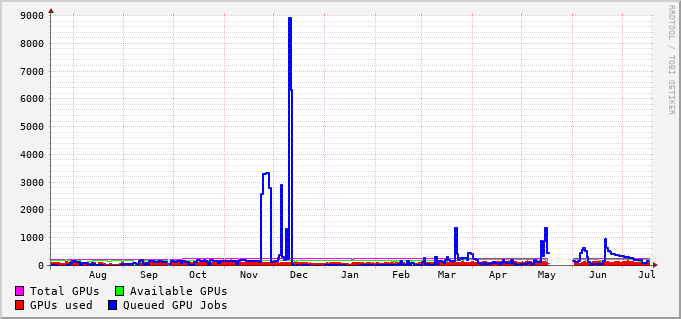 9000
8000
7000
6000
5000
4000
3000
2000
1000
0
Aug Sep Oct Nov Dec Jan Feb Mar Apr May Jun Jul
Total GPUs Available GPUs
GPUs used Queued GPU Jobs
RRDTOOL / TOBI OETIKER